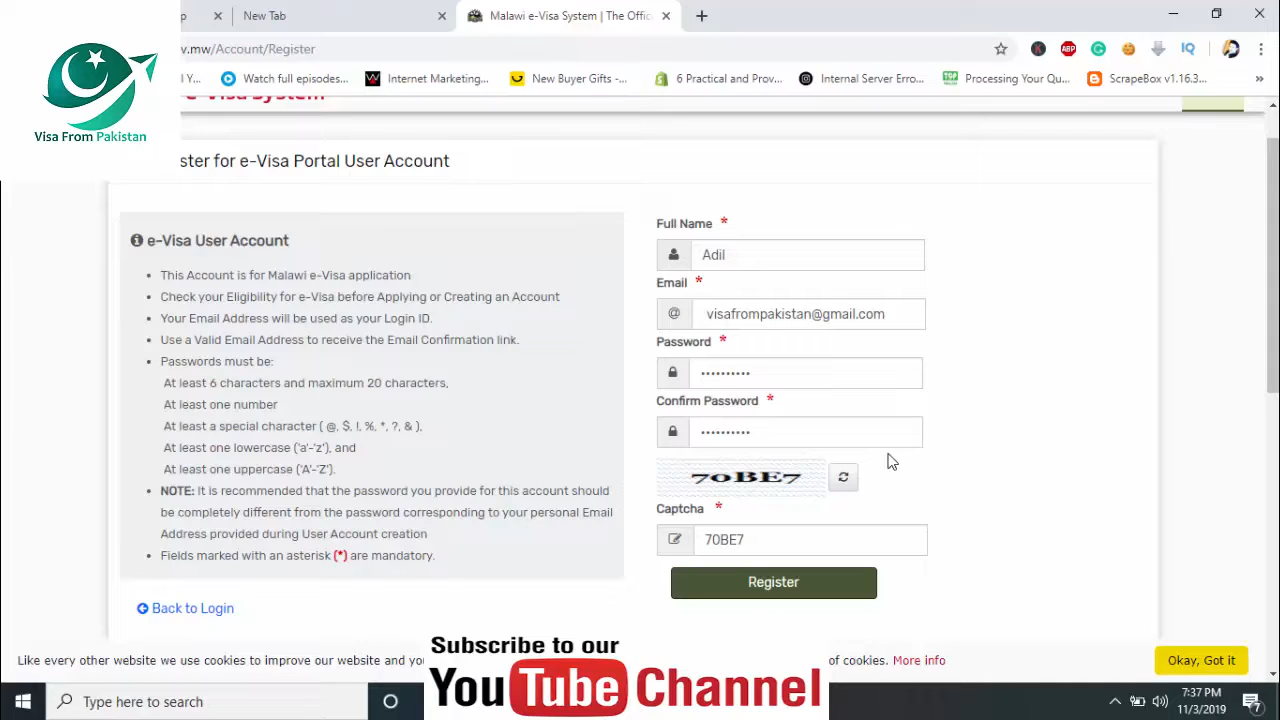 p
New Tab
Malawi e-Visa System | The Offic
v.mw/Account/Register
ABP
IQ
Y...
Watch full episodes...
Internet Marketing...
New Buyer Gifts -...
6 Practical and Prov...
Internal Server Erro...
Processing Your Qu...
ScrapeBox v1.16.3...
Visa From Pakistan
e-Visa System
ster for e-Visa Portal User Account
e-Visa User Account
• This Account is for Malawi e-Visa application
• Check your Eligibility for e-Visa before Applying or Creating an Account
• Your Email Address will be used as your Login ID.
• Use a Valid Email Address to receive the Email Confirmation link.
• Passwords must be:
At least 6 characters and maximum 20 characters,
At least one number
At least a special character ( @, $, !, %, *, ?, & ),
At least one lowercase ('a'-'z'), and
At least one uppercase ('A'-'Z').
• NOTE: It is recommended that the password you provide for this account should
be completely different from the password corresponding to your personal Email
Address provided during User Account creation
• Fields marked with an asterisk (*) are mandatory.
Back to Login
Full Name *
Adil
Email *
@ visafrompakistan@gmail.com
Password *
••••••••••
Confirm Password *
••••••••••
70BE7
Captcha *
70BE7
Register
Like every other website we use cookies to improve our website and yo
of cookies. More info
Okay, Got it
Subscribe to our
YouTube Channel
Type here to search
7:37 PM
11/3/2019
7